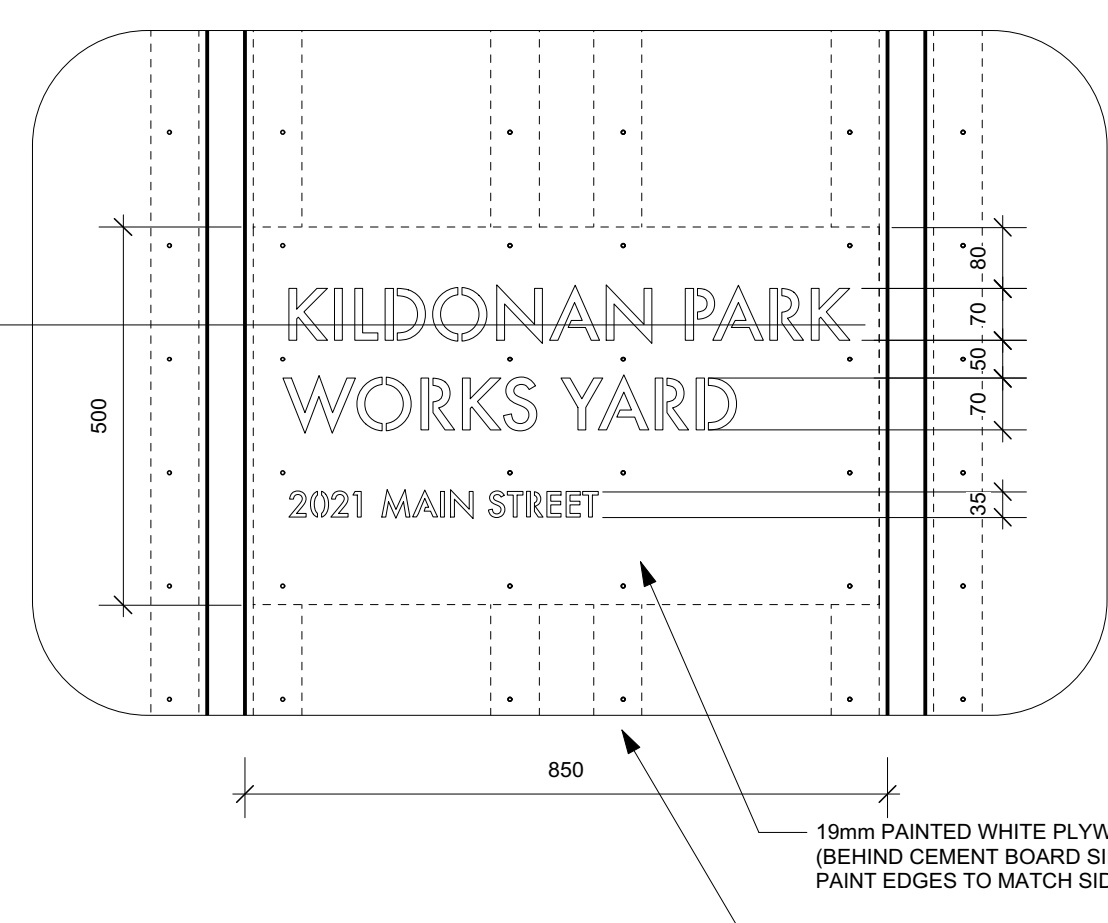 80
KILDONAN PARK
70
50
WORKS YARD
70
500
2021 MAIN STREET
35
850
19mm PAINTED WHITE PLYW
(BEHIND CEMENT BOARD SI
PAINT EDGES TO MATCH SID